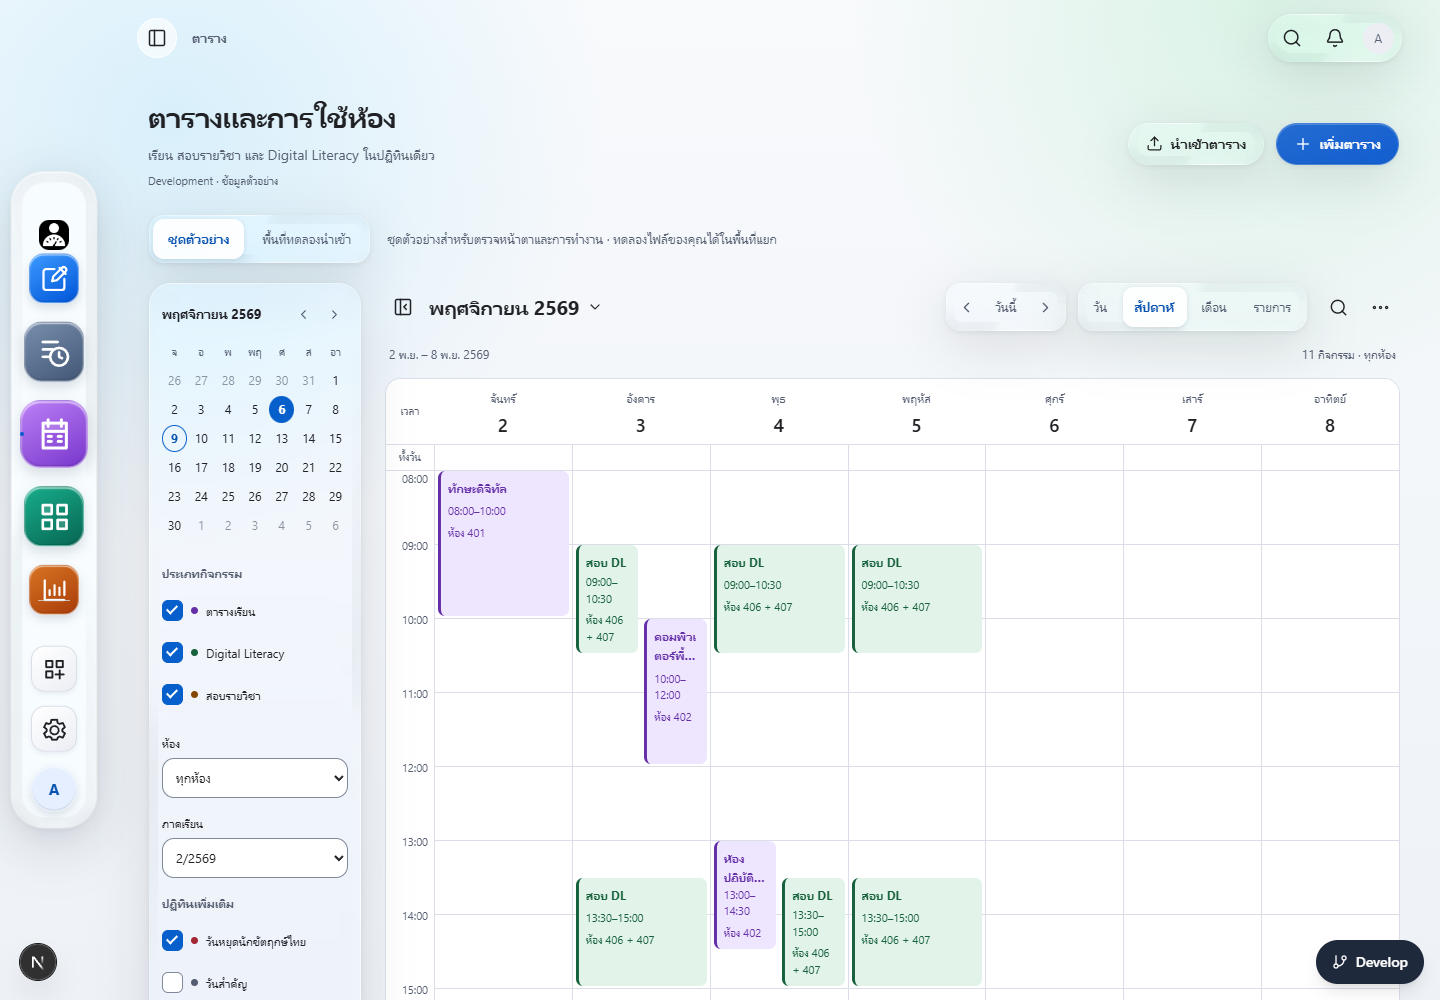 ตาราง
A
ตารางและการใช้ห้อง
เรียน สอบรายวิชา และ Digital Literacy ในปฏิทินเดียว
Development · ข้อมูลตัวอย่าง
นำเข้าตาราง
เพิ่มตาราง
ชุดตัวอย่าง
พื้นที่ทดลองนำเข้า
ชุดตัวอย่างสำหรับตรวจหน้าตาและการทำงาน · ทดลองไฟล์ของคุณได้ในพื้นที่แยก
พฤศจิกายน 2569
จ อ พ พฤ ศ ส อา
26 27 28 29 30 31 1
2 3 4 5 6 7 8
9 10 11 12 13 14 15
16 17 18 19 20 21 22
23 24 25 26 27 28 29
30 1 2 3 4 5 6
ประเภทกิจกรรม
ตารางเรียน
Digital Literacy
สอบรายวิชา
ห้อง
ทุกห้อง
ภาคเรียน
2/2569
ปฏิทินเพิ่มเติม
วันหยุดนักขัตฤกษ์ไทย
วันสำคัญ
A
N
พฤศจิกายน 2569
วันนี้
วัน สัปดาห์ เดือน รายการ
2 พ.ย. – 8 พ.ย. 2569
11 กิจกรรม · ทุกห้อง
เวลา
จันทร์ อังคาร พุธ พฤหัส ศุกร์ เสาร์ อาทิตย์
2 3 4 5 6 7 8
ทั้งวัน
08:00
ทักษะดิจิทัล
08:00–10:00
ห้อง 401
09:00
สอบ DL
09:00–
10:30
ห้อง 406
+ 407
สอบ DL
09:00–10:30
ห้อง 406 + 407
สอบ DL
09:00–10:30
ห้อง 406 + 407
10:00
คอมพิวเ
ตอร์พื้...
10:00–
12:00
ห้อง 402
11:00
12:00
13:00
ห้อง
ปฏิบัติ...
13:00–
14:30
ห้อง 402
สอบ DL
13:30–15:00
ห้อง 406 + 407
สอบ DL
13:30–
15:00
ห้อง 406
+ 407
สอบ DL
13:30–15:00
ห้อง 406 + 407
14:00
15:00
Develop